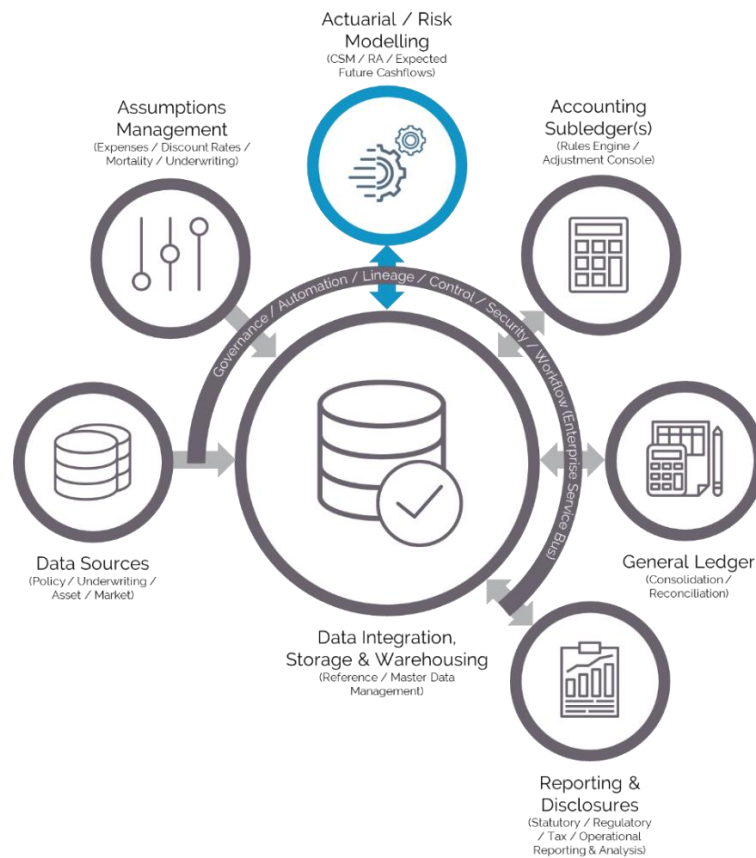 Actuarial / Risk
Modelling
(CSM / RA / Expected
Future Cashflows)
Assumptions
Management
(Expenses / Discount Rates /
Mortality / Underwriting)
Accounting
Subledger(s)
(Rules Engine /
Adjustment Console)
Governance / Automation / Lineage / Control / Security / Workflow (Enterprise Service Bus)
Data Sources
(Policy / Underwriting /
Asset / Market)
General Ledger
(Consolidation /
Reconciliation)
Data Integration,
Storage & Warehousing
(Reference / Master Data
Management)
Reporting &
Disclosures
(Statutory / Regulatory
/ Tax / Operational
Reporting & Analysis)